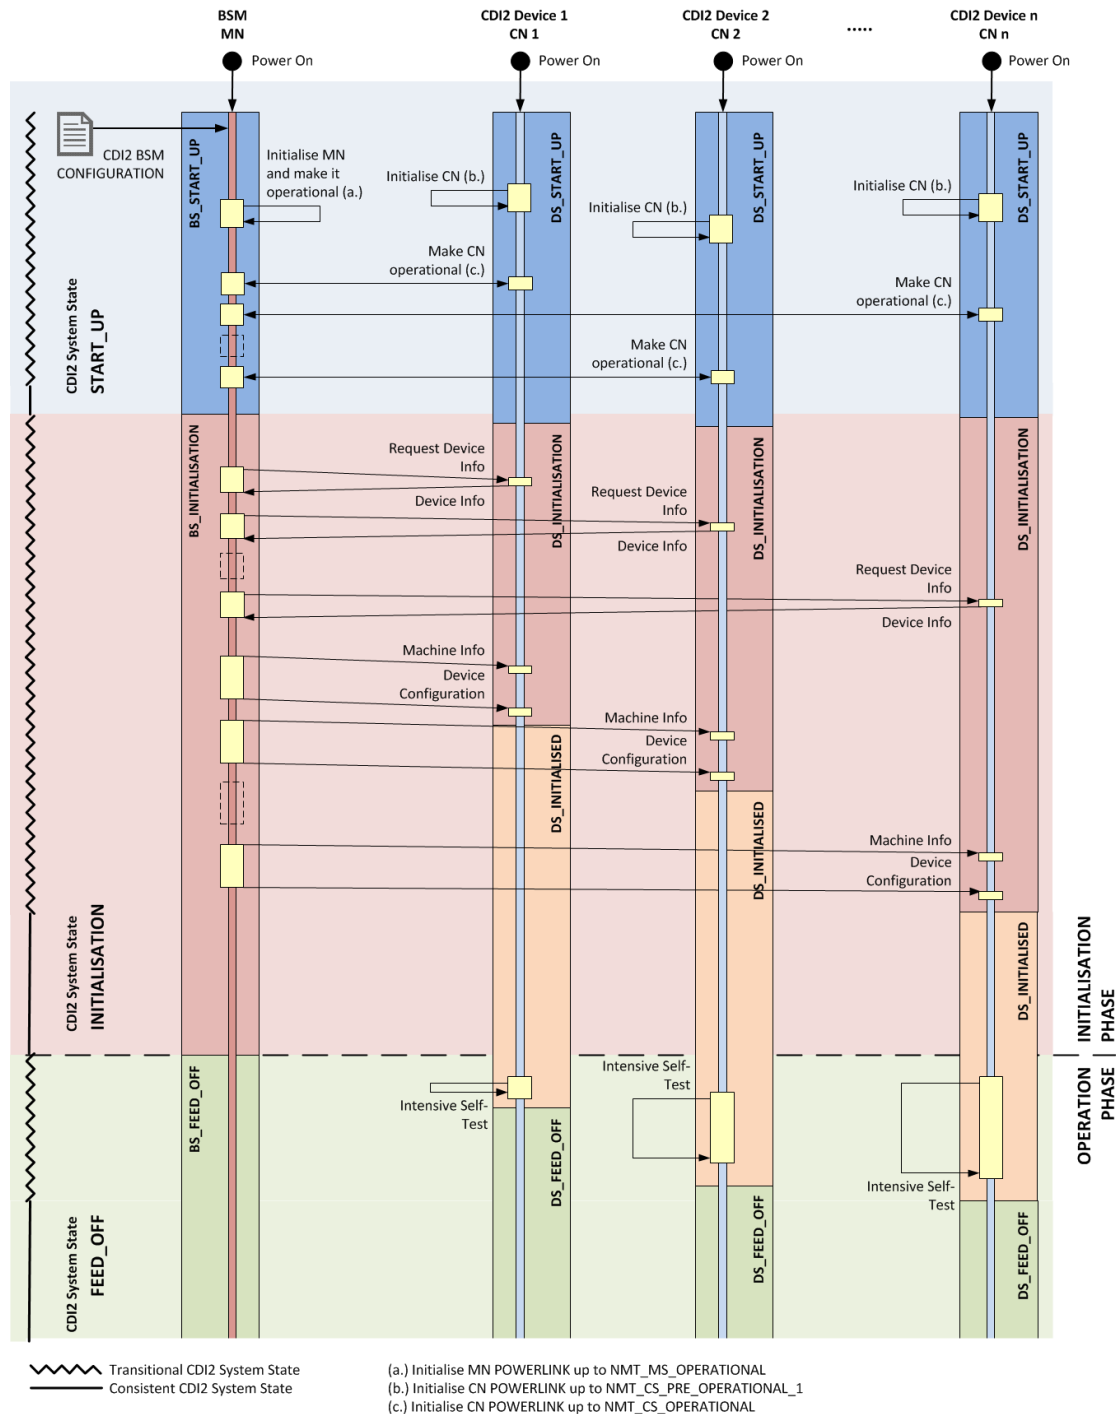 BSM
MN
CDI2 Device 1
CN 1
CDI2 Device 2
CN 2
.....
CDI2 Device n
CN n
Power On
Power On
Power On
Power On
CDI2 BSM
CONFIGURATION
BS_START_UP
Initialise MN
and make it
operational (a.)
Initialise CN (b.)
DS_START_UP
Initialise CN (b.)
DS_START_UP
Initialise CN (b.)
DS_START_UP
Make CN
operational (c.)
Make CN
operational (c.)
Make CN
operational (c.)
CDI2 System State
START_UP
BS_INITIALISATION
Request Device
Info
Device Info
DS_INITIALISATION
Request Device
Info
Device Info
DS_INITIALISATION
Request Device
Info
Device Info
DS_INITIALISATION
Machine Info
Device
Configuration
Machine Info
Device
Configuration
DS_INITIALISED
DS_INITIALISED
Machine Info
Device
Configuration
DS_INITIALISED
CDI2 System State
INITIALISATION
INITIALISATION
PHASE
OPERATION
PHASE
BS_FEED_OFF
Intensive Self-
Test
DS_FEED_OFF
Intensive Self-
Test
DS_FEED_OFF
Intensive Self-
Test
DS_FEED_OFF
CDI2 System State
FEED_OFF
Transitional CDI2 System State
Consistent CDI2 System State
(a.) Initialise MN POWERLINK up to NMT_MS_OPERATIONAL
(b.) Initialise CN POWERLINK up to NMT_CS_PRE_OPERATIONAL_1
(c.) Initialise CN POWERLINK up to NMT_CS_OPERATIONAL